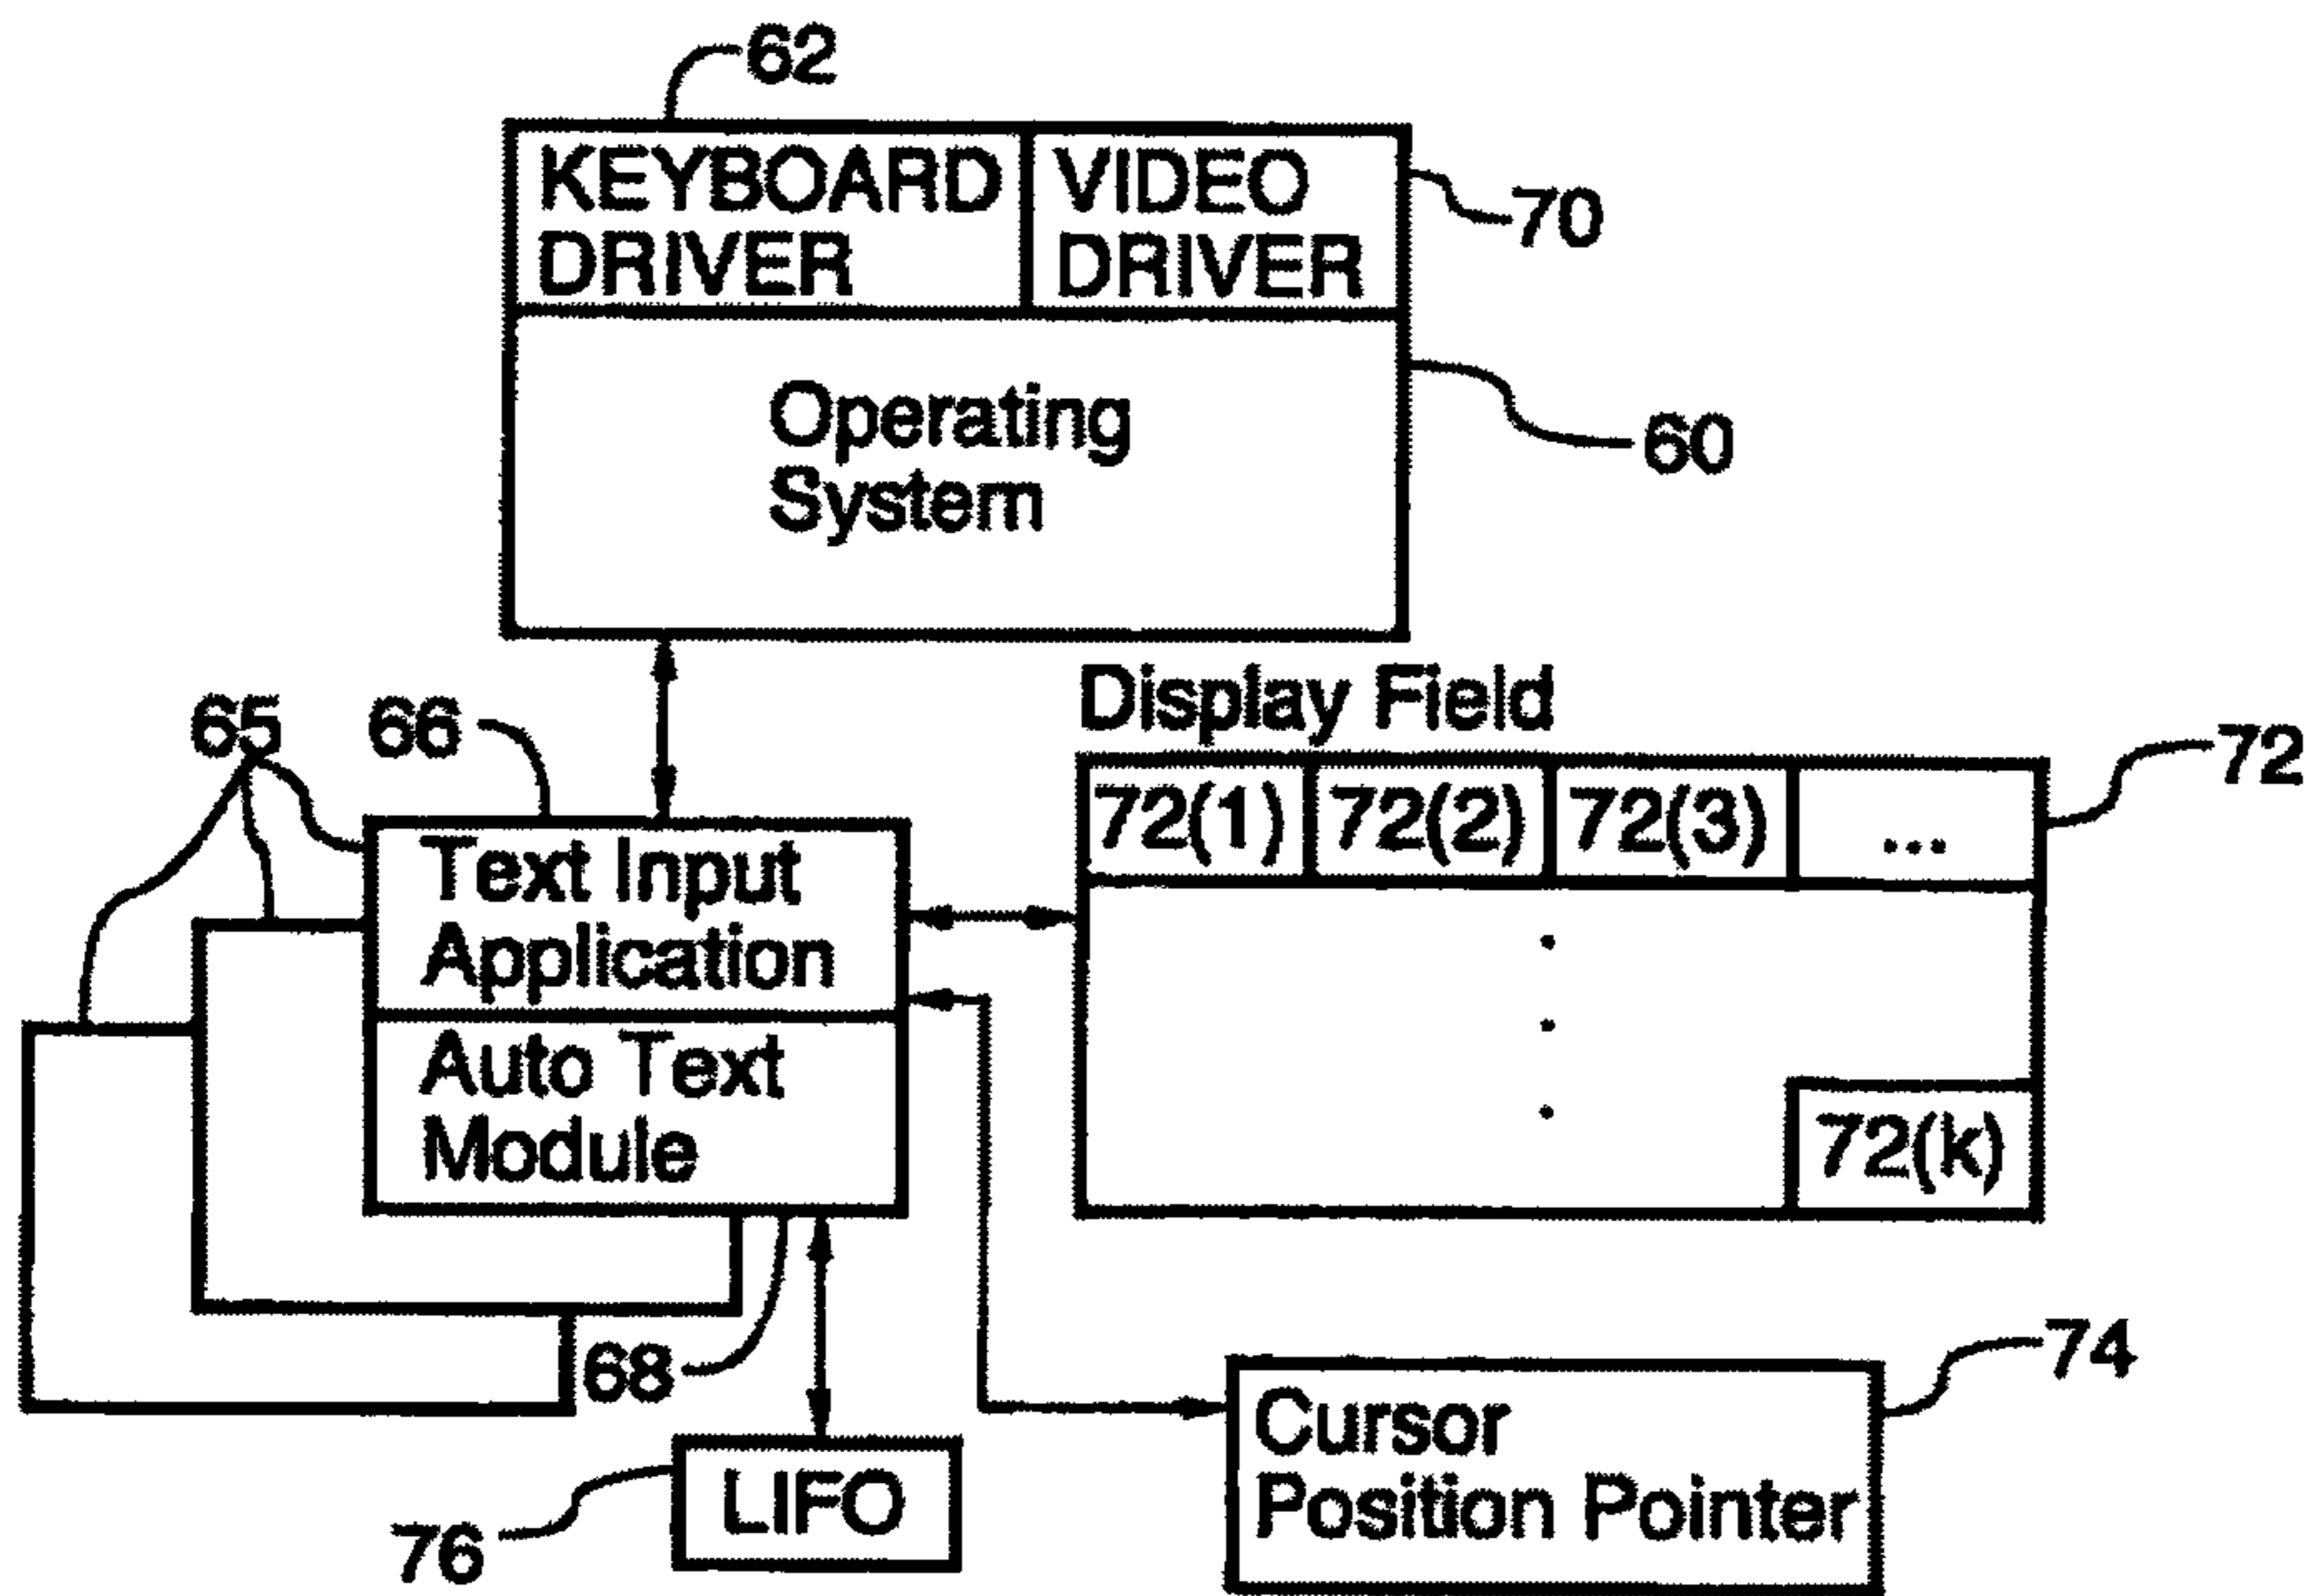 62
KEYBOARD
DRIVER
VIDEO
DRIVER
70
Operating
System
60
Display Field
65
66
72
72(1) 72(2) 72(3) ...
Text Input
Application
Auto Text
Module
72(k)
68
74
Cursor
Position Pointer
LIFO
76